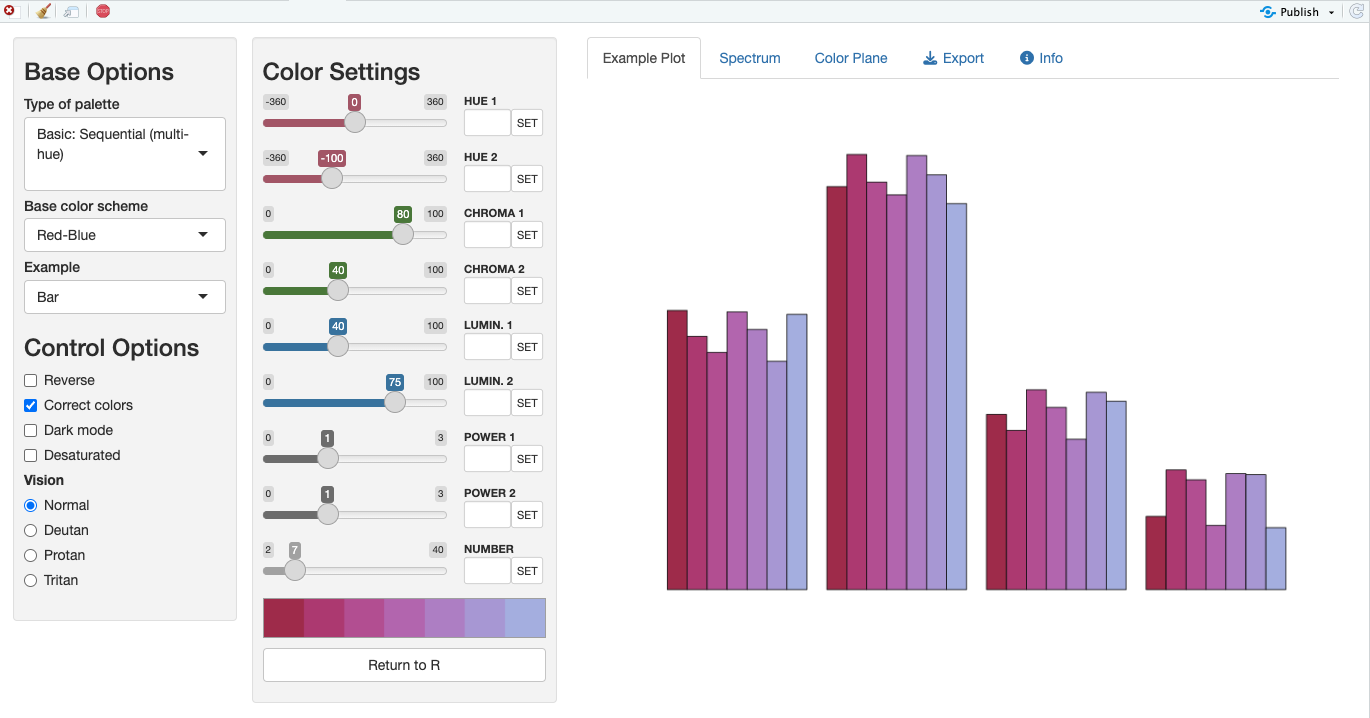 STOP
Publish
Base Options
Type of palette
Basic: Sequential (multi-
hue)
Base color scheme
Red-Blue
Example
Bar
Control Options
Reverse
Correct colors
Dark mode
Desaturated
Vision
Normal
Deutan
Protan
Tritan
Color Settings
-360 0 360 HUE 1
SET
-360 -100 360 HUE 2
SET
0 80 100 CHROMA 1
SET
0 40 100 CHROMA 2
SET
0 40 100 LUMIN. 1
SET
0 75 100 LUMIN. 2
SET
0 1 3 POWER 1
SET
0 1 3 POWER 2
SET
2 7 40 NUMBER
SET
Return to R
Example Plot Spectrum Color Plane Export Info